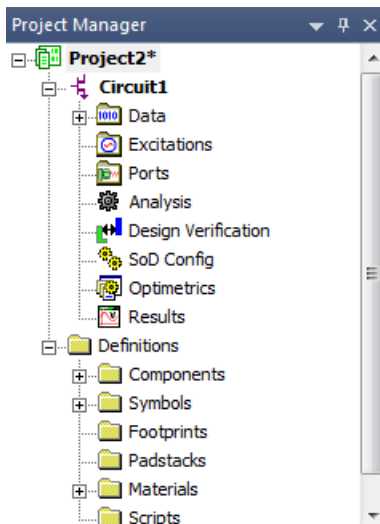 Project Manager
Project2*
Circuit1
1010 Data
Excitations
Ports
Analysis
Design Verification
SoD Config
Optimetrics
Results
Definitions
Components
Symbols
Footprints
Padstacks
Materials
Scripts